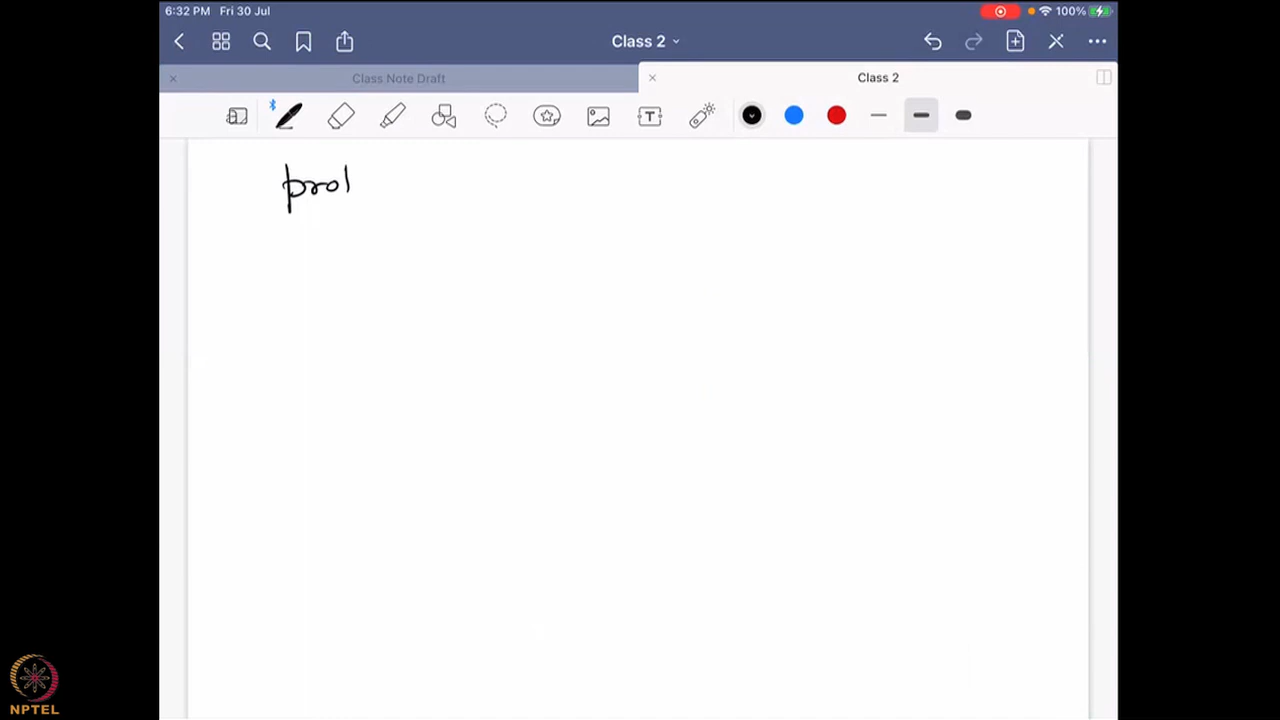 6:32 PM Fri 30 Jul 100%
Class 2
Class Note Draft Class 2
T
prol
NPTEL